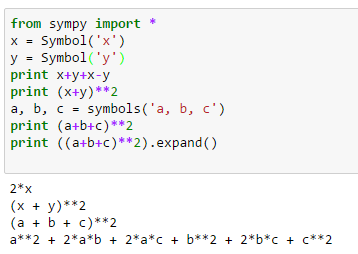 from sympy import *
x = Symbol('x')
y = Symbol('y')
print x+y+x-y
print (x+y)**2
a, b, c = symbols('a, b, c')
print (a+b+c)**2
print ((a+b+c)**2).expand()
2*x
(x + y)**2
(a + b + c)**2
a**2 + 2*a*b + 2*a*c + b**2 + 2*b*c + c**2